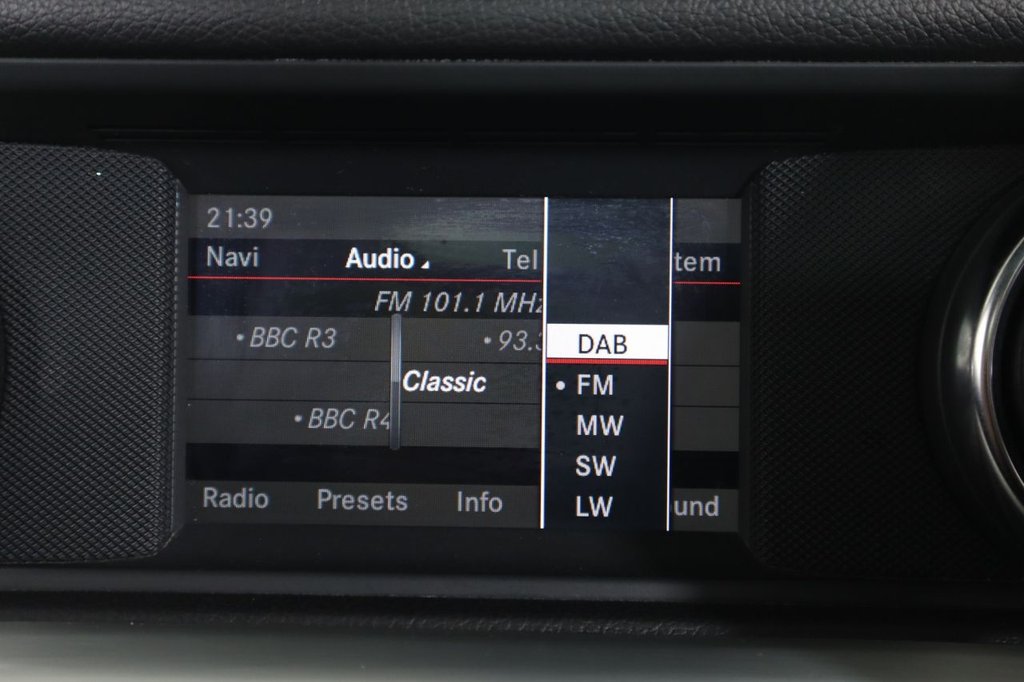 21:39
Navi Audio Tel tem
FM 101.1 MHz
• BBC R3 • 93.3
Classic
• BBC R4
DAB
• FM
MW
SW
LW
Radio Presets Info und